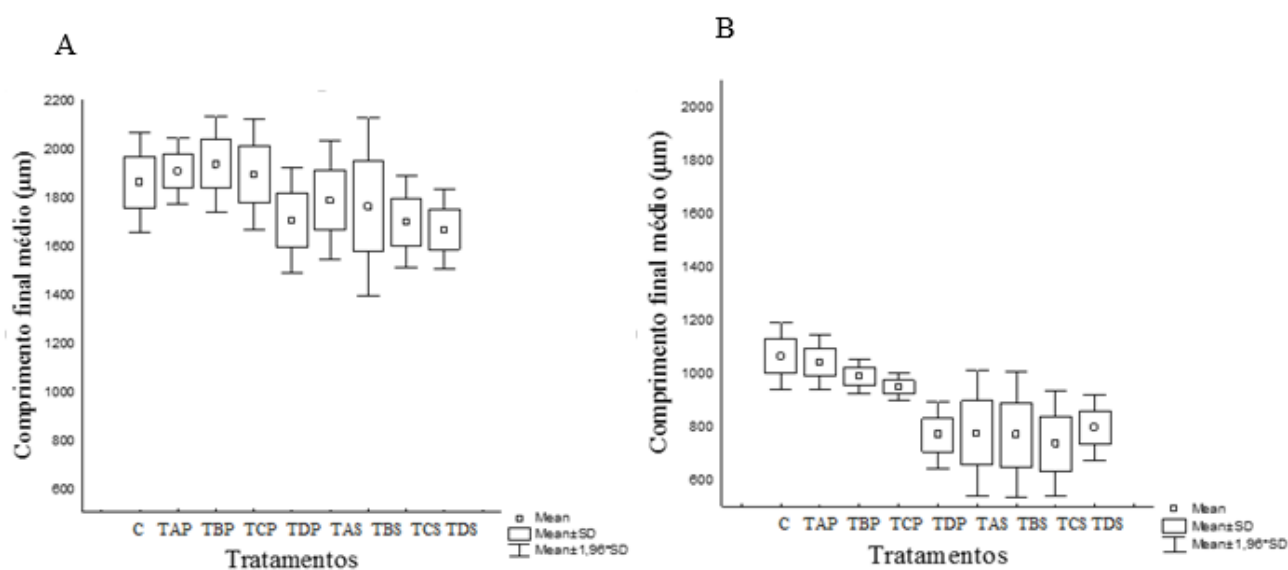 A
Comprimento final médio (µm)
2200
2000
1800
1600
1400
1200
1000
800
600
C TAP TBP TCP TDP TAS TBS TCS TDS
Tratamentos
Mean
Mean±SD
Mean±1,96*SD
B
Comprimento final médio (µm)
2000
1800
1600
1400
1200
1000
800
600
C TAP TBP TCP TDP TAS TBS TCS TDS
Tratamentos
Mean
Mean±SD
Mean±1,96*SD